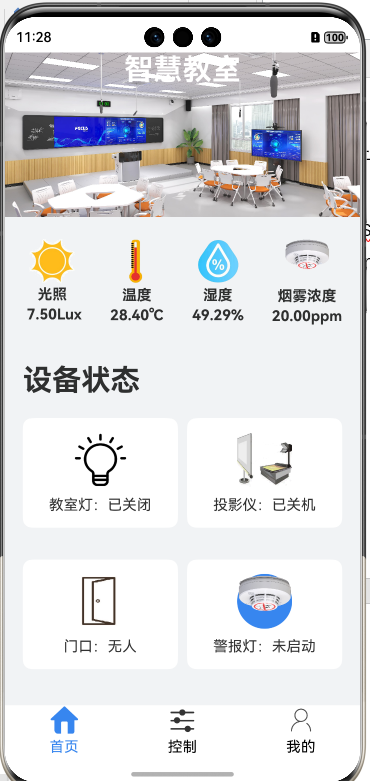 11:28
100
智慧教室
光照
7.50Lux
温度
28.40℃
%
湿度
49.29%
烟雾浓度
20.00ppm
设备状态
教室灯：已关闭
投影仪：已关机
门口：无人
警报灯：未启动
首页
控制
我的